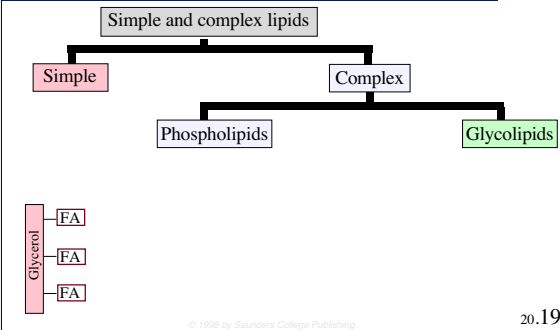 Simple and complex lipids
Simple
Complex
Phospholipids
Glycolipids
Glycerol
FA
FA
FA
© 1998 by Saunders College Publishing
20.19